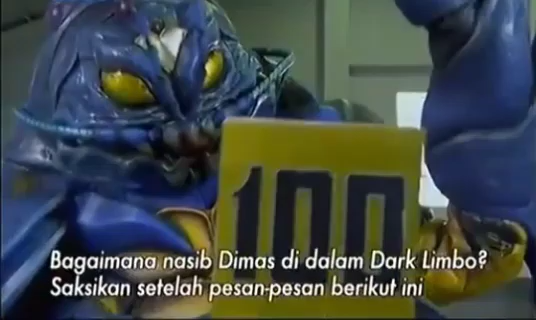 100
Bagaimana nasib Dimas di dalam Dark Limbo?
Saksikan setelah pesan-pesan berikut ini